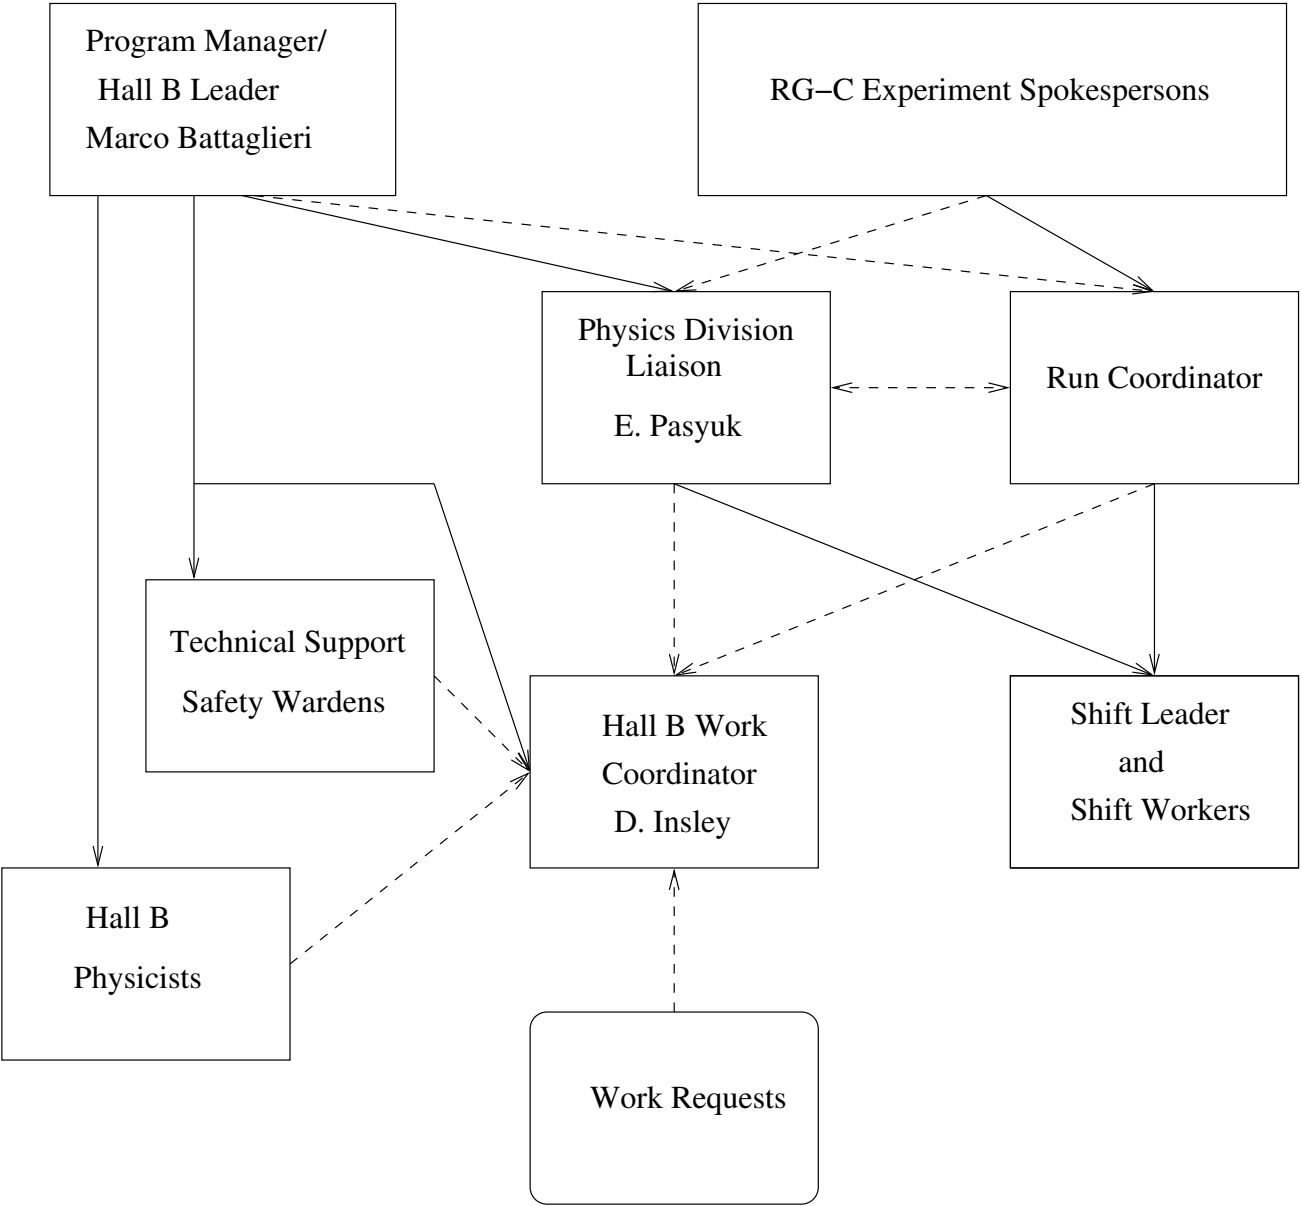 Program Manager/
Hall B Leader
Marco Battaglieri
RG−C Experiment Spokespersons
Physics Division
Liaison
E. Pasyuk
Run Coordinator
Technical Support
Safety Wardens
Hall B Work
Coordinator
D. Insley
Shift Leader
and
Shift Workers
Hall B
Physicists
Work Requests